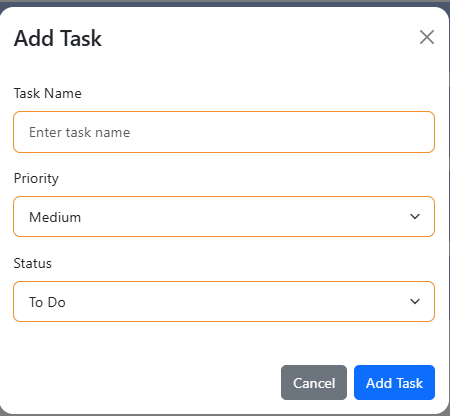 Add Task
Task Name
Enter task name
Priority
Medium
Status
To Do
Cancel Add Task